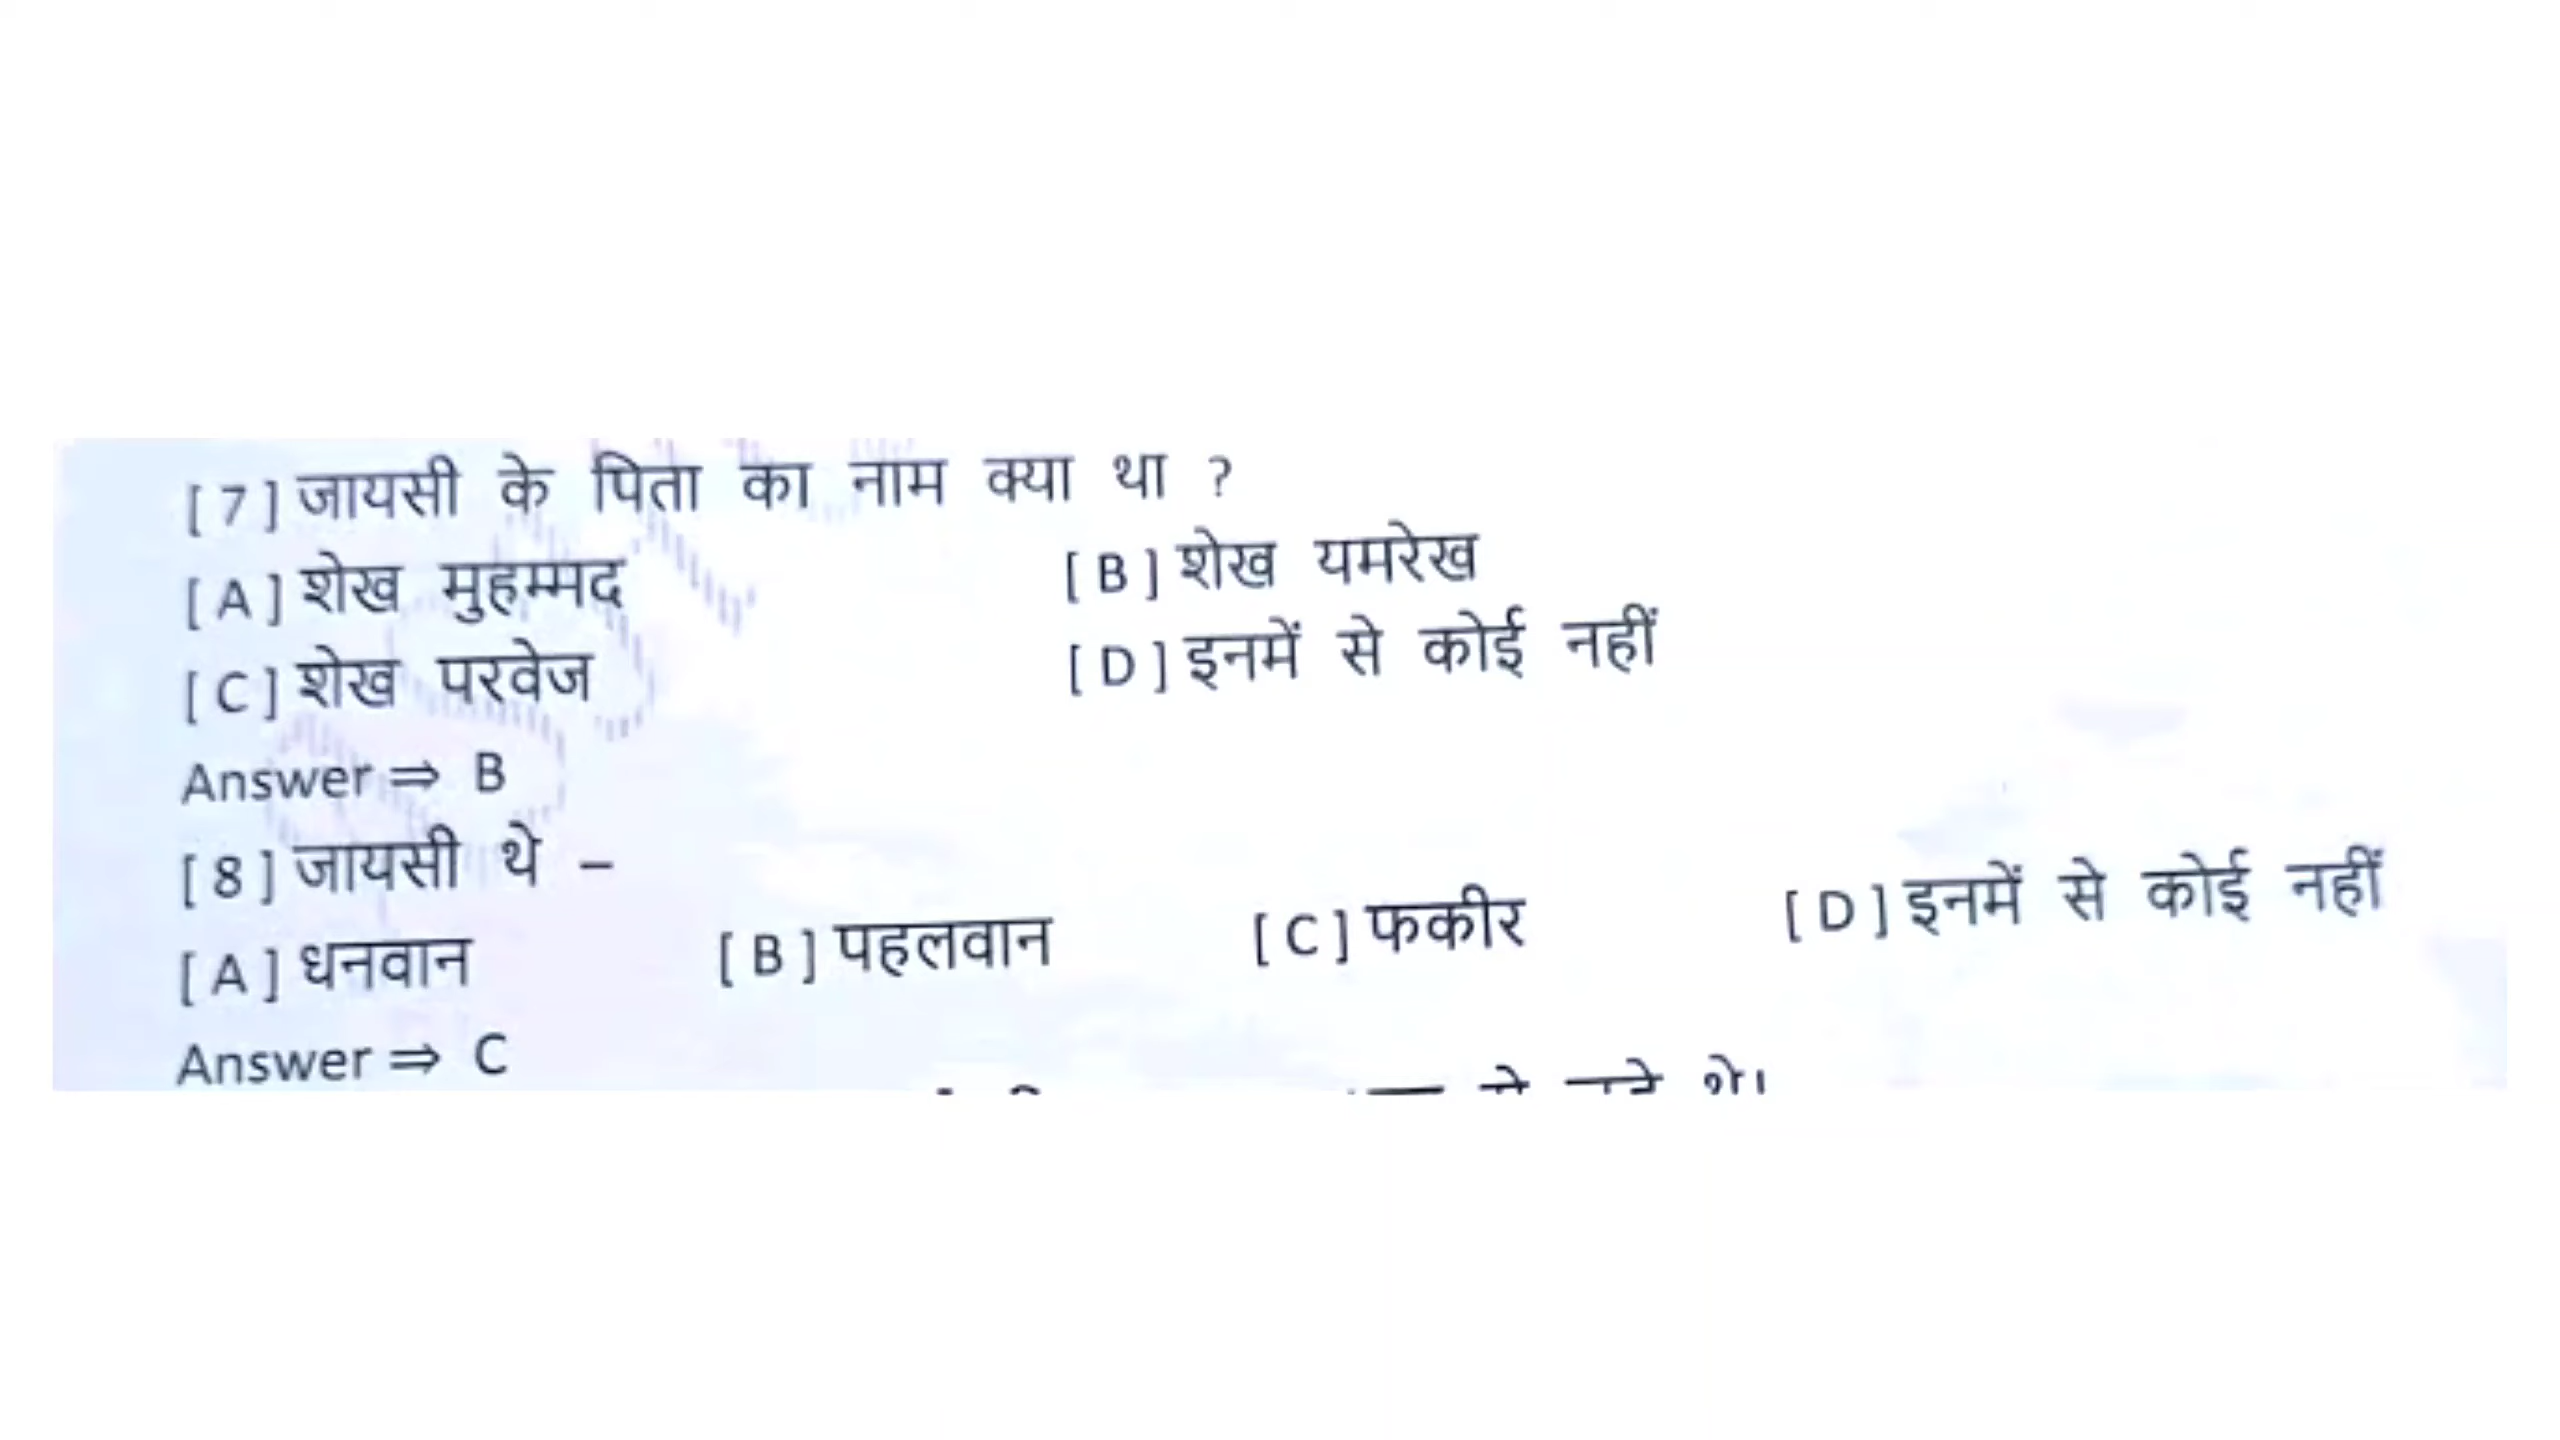 [7] जायसी के पिता का नाम क्या था ?
[A] शेख मुहम्मद [B] शेख यमरेख
[C] शेख परवेज [D] इनमें से कोई नहीं
Answer ⇒ B
[8] जायसी थे –
[A] धनवान [B] पहलवान [C] फकीर [D] इनमें से कोई नहीं
Answer ⇒ C